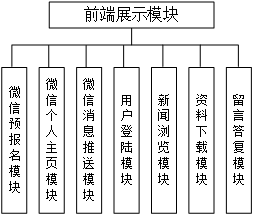 前端展示模块
微信预报名模块
微信个人主页模块
微信消息推送模块
用户登陆模块
新闻浏览模块
资料下载模块
留言答复模块